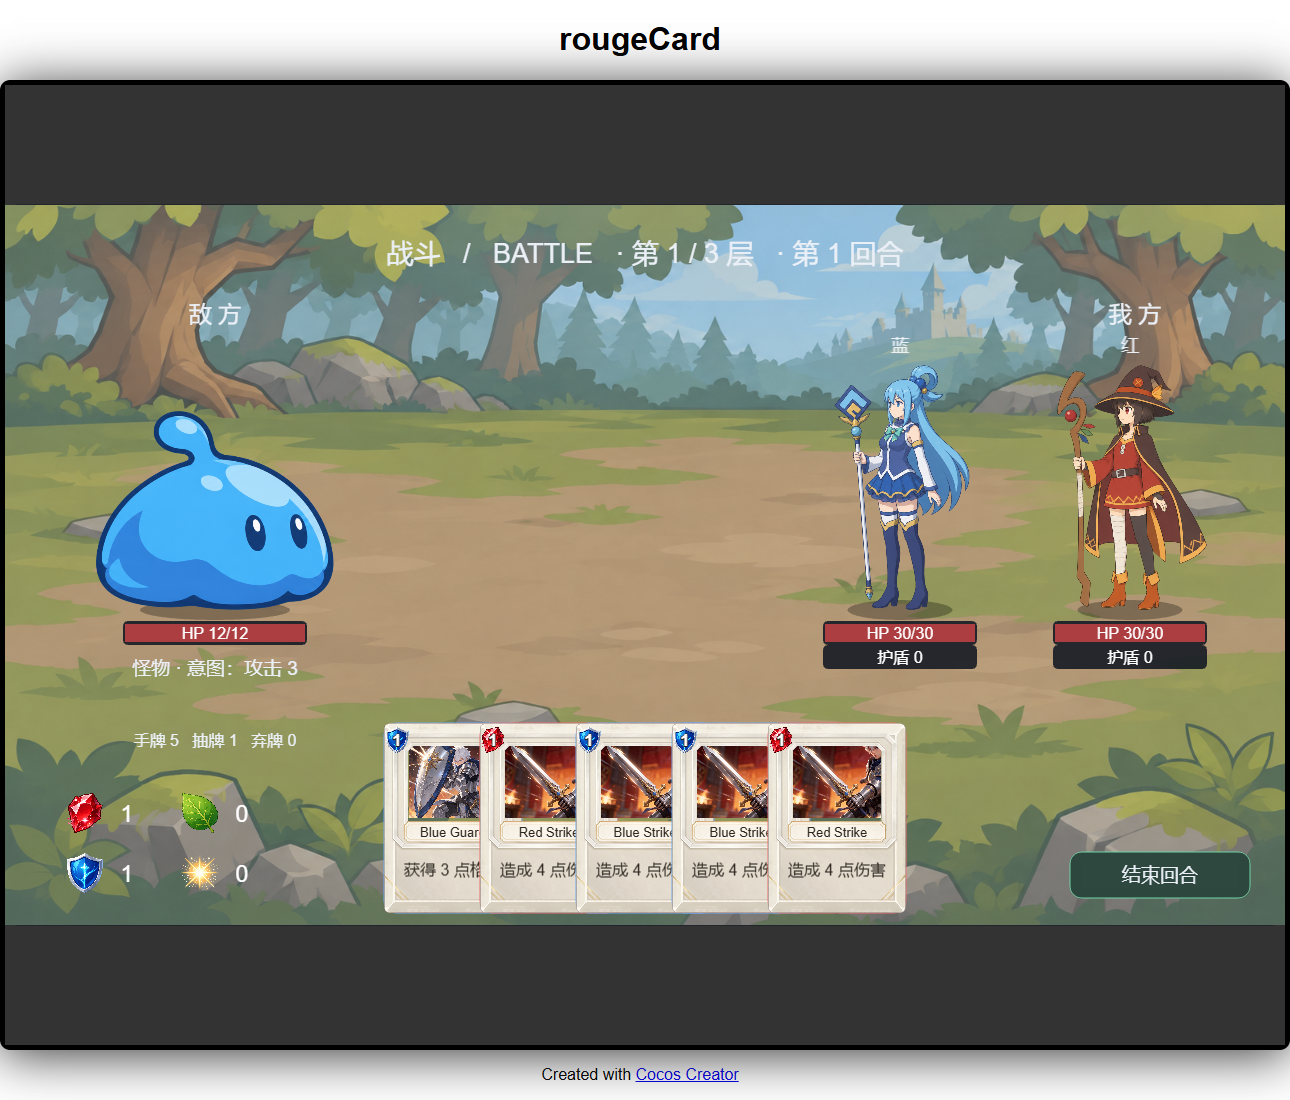 rougeCard
战斗 / BATTLE · 第 1 / 3 层 · 第 1 回合
敌 方
我 方
蓝
红
HP 12/12
HP 30/30
HP 30/30
护盾 0
护盾 0
怪物 · 意图：攻击 3
手牌 5 抽牌 1 弃牌 0
1
0
1
0
1
1
1
1
1
Blue Guar
Red Strike
Blue Strik
Blue Strik
Red Strike
获得 3 点格
造成 4 点伤
造成 4 点伤
造成 4 点伤
造成 4 点伤害
结束回合
Created with Cocos Creator